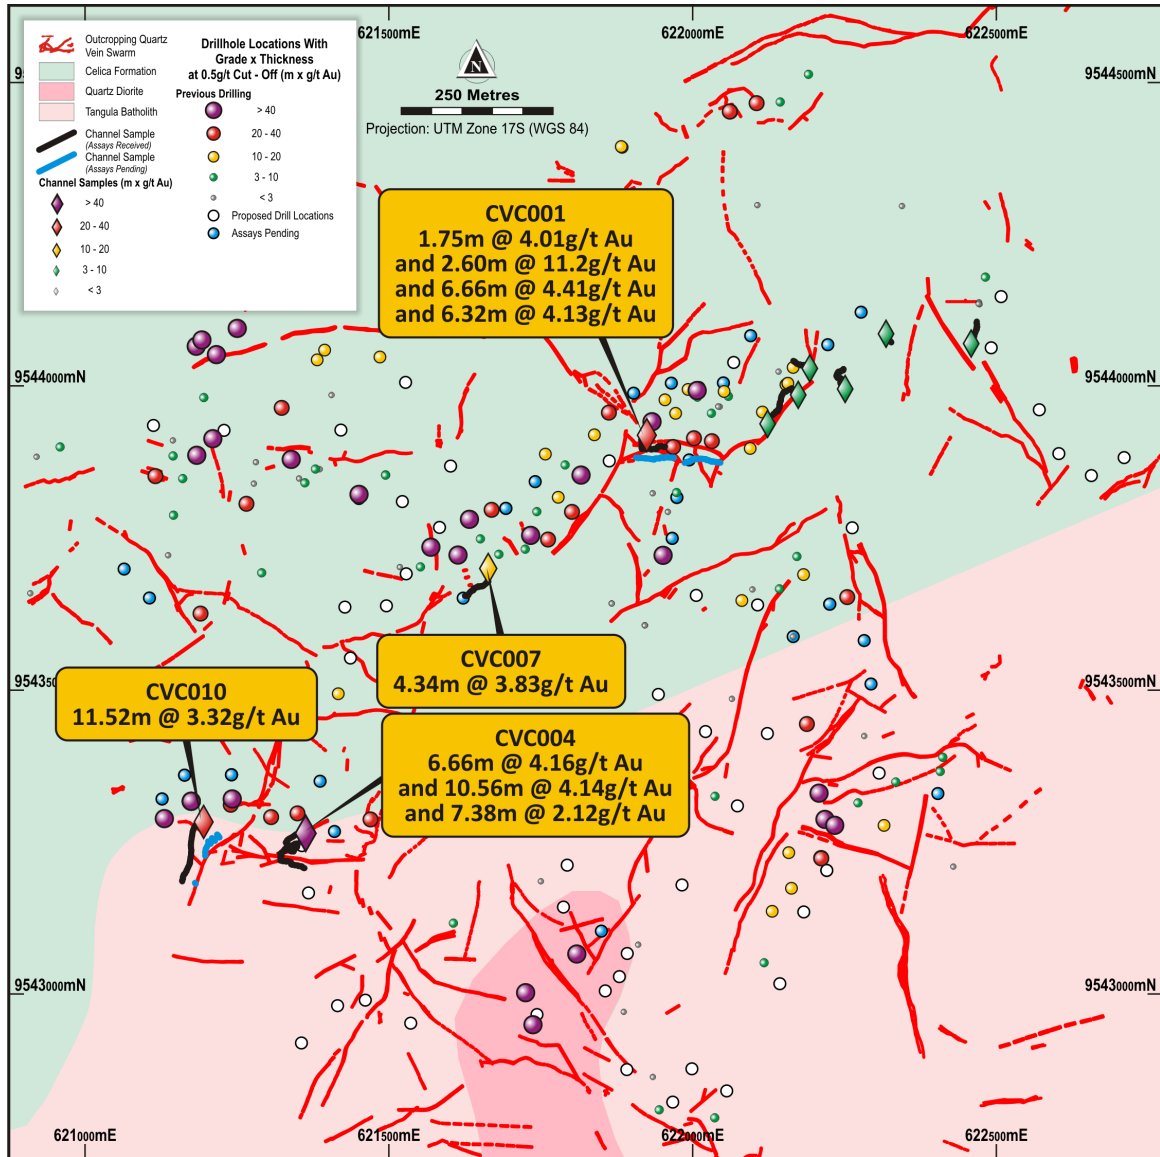 621500mE
622000mE
622500mE
Outcropping Quartz
Vein Swarm
Celica Formation
Quartz Diorite
Tangula Batholith
Channel Sample
(Assays Received)
Channel Sample
(Assays Pending)
Channel Samples (m x g/t Au)
> 40
20 - 40
10 - 20
3 - 10
< 3
Drillhole Locations With
Grade x Thickness
at 0.5g/t Cut - Off (m x g/t Au)
Previous Drilling
> 40
20 - 40
10 - 20
3 - 10
< 3
Proposed Drill Locations
Assays Pending
N
250 Metres
Projection: UTM Zone 17S (WGS 84)
9544500mN
CVC001
1.75m @ 4.01g/t Au
and 2.60m @ 11.2g/t Au
and 6.66m @ 4.41g/t Au
and 6.32m @ 4.13g/t Au
9544000mN
9544000mN
CVC007
4.34m @ 3.83g/t Au
CVC010
11.52m @ 3.32g/t Au
9543500mN
CVC004
6.66m @ 4.16g/t Au
and 10.56m @ 4.14g/t Au
and 7.38m @ 2.12g/t Au
9543000mN
9543000mN
621000mE
621500mE
622000mE
622500mE